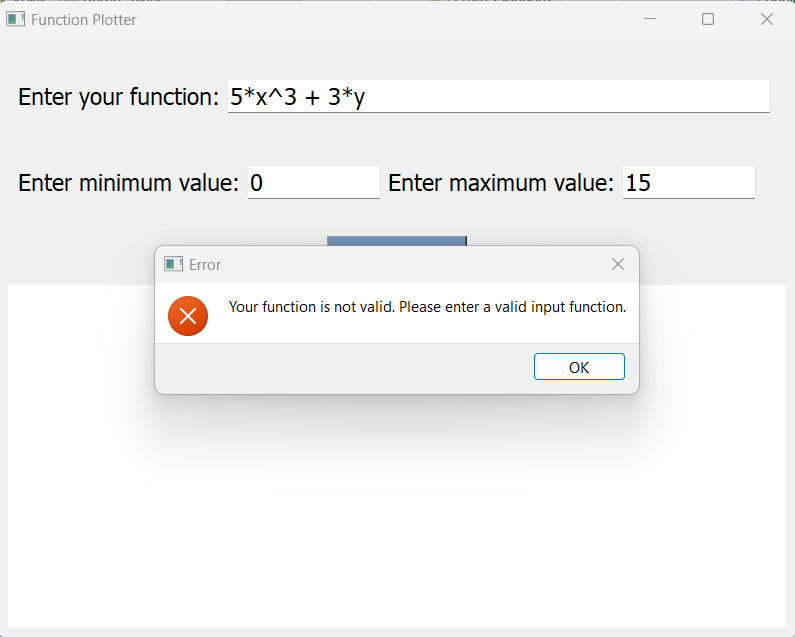 Function Plotter
Enter your function: 5*x^3 + 3*y
Enter minimum value: 0 Enter maximum value: 15
Error
Your function is not valid. Please enter a valid input function.
OK